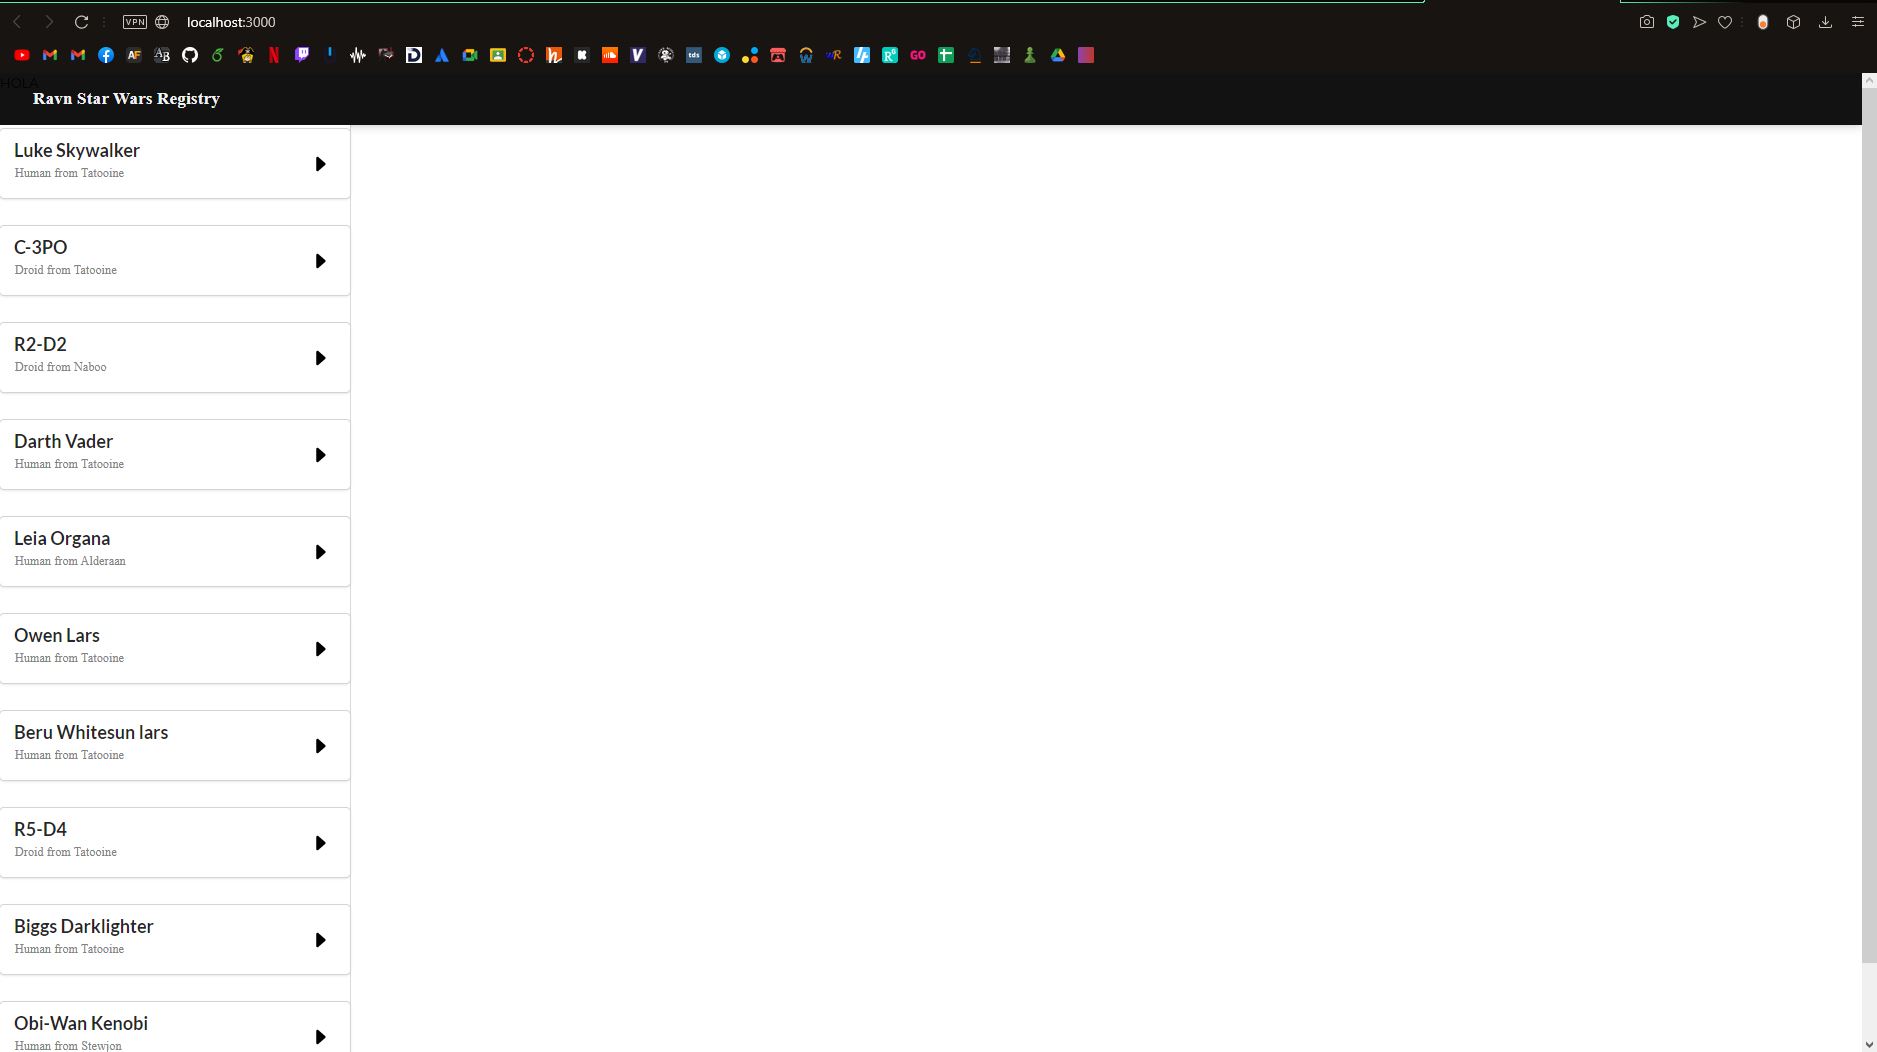 VPN
localhost:3000
HOLA
Ravn Star Wars Registry
Luke Skywalker
Human from Tatooine
C-3PO
Droid from Tatooine
R2-D2
Droid from Naboo
Darth Vader
Human from Tatooine
Leia Organa
Human from Alderaan
Owen Lars
Human from Tatooine
Beru Whitesun lars
Human from Tatooine
R5-D4
Droid from Tatooine
Biggs Darklighter
Human from Tatooine
Obi-Wan Kenobi
Human from Stewjon